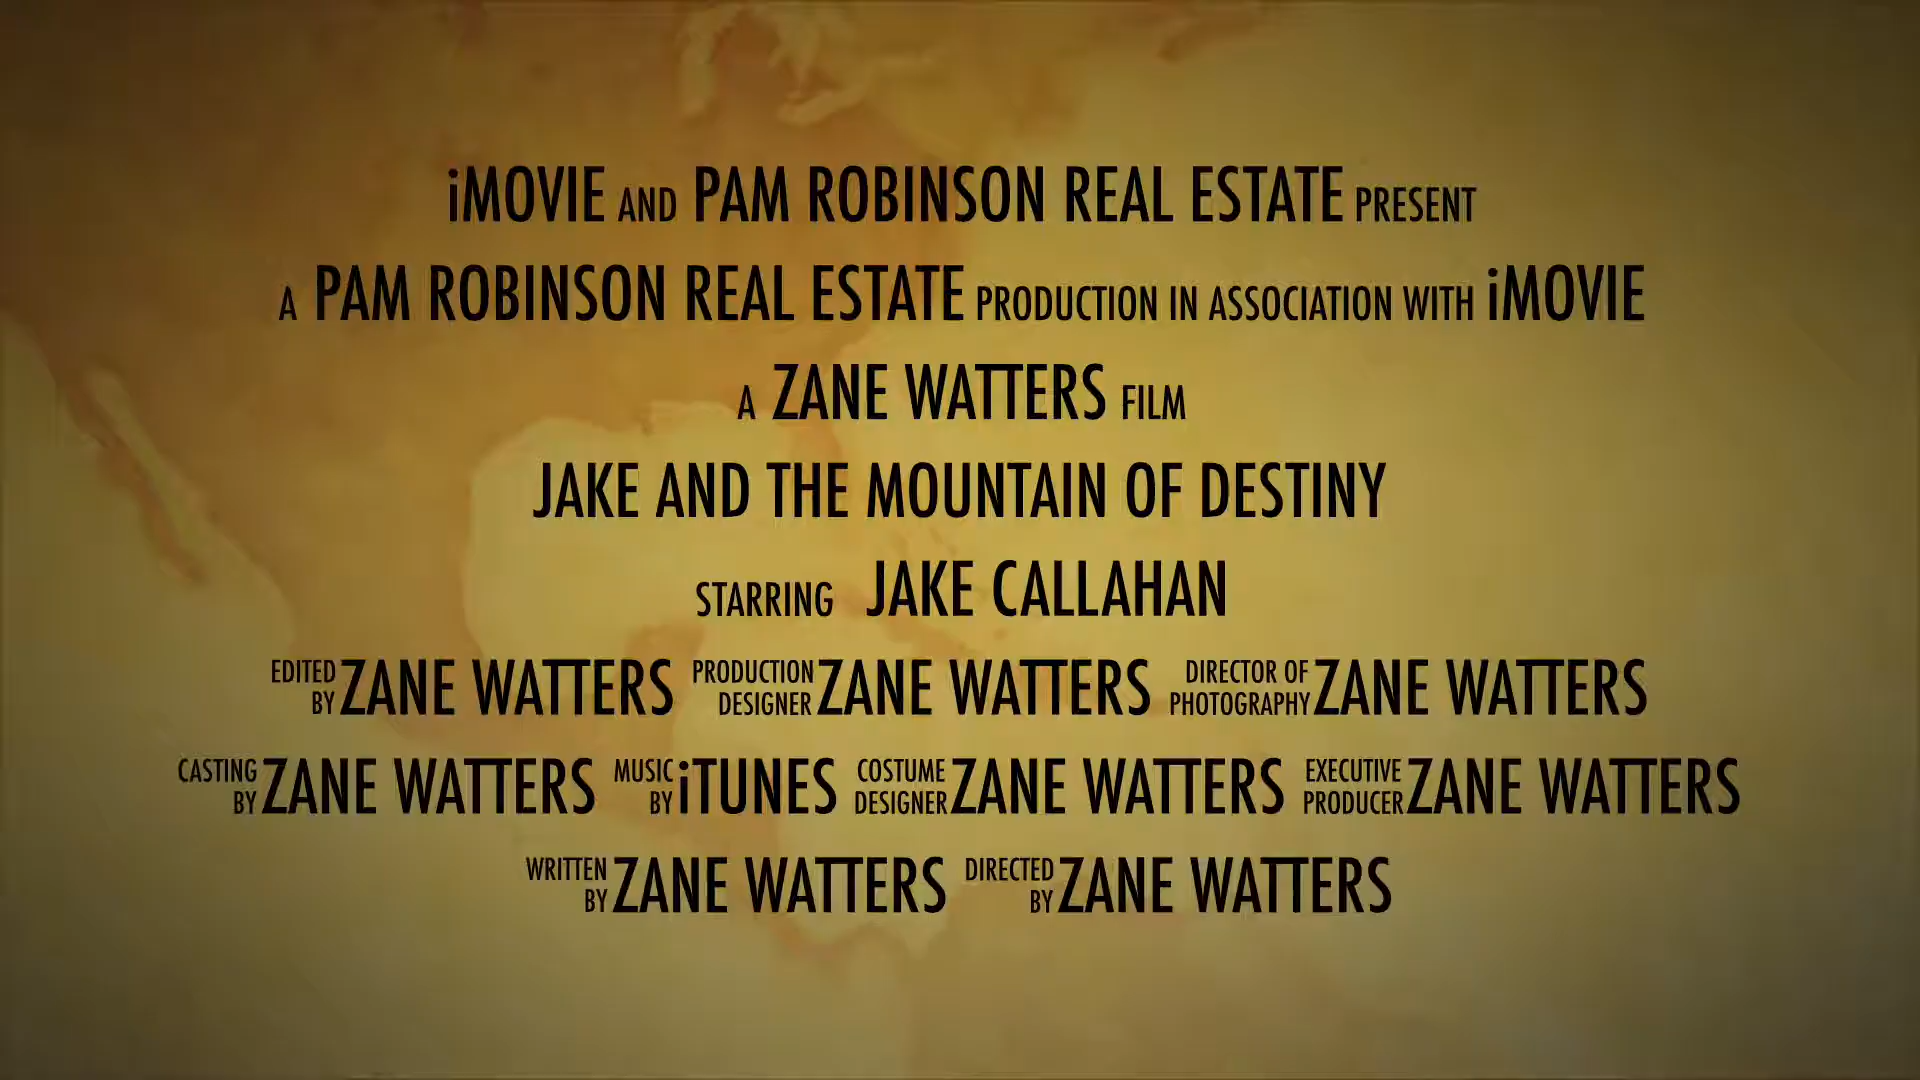 iMOVIE AND PAM ROBINSON REAL ESTATE PRESENT
A PAM ROBINSON REAL ESTATE PRODUCTION IN ASSOCIATION WITH iMOVIE
A ZANE WATTERS FILM
JAKE AND THE MOUNTAIN OF DESTINY
STARRING JAKE CALLAHAN
EDITED BY ZANE WATTERS PRODUCTION DESIGNER ZANE WATTERS DIRECTOR OF PHOTOGRAPHY ZANE WATTERS
CASTING BY ZANE WATTERS MUSIC BY iTUNES COSTUME DESIGNER ZANE WATTERS EXECUTIVE PRODUCER ZANE WATTERS
WRITTEN BY ZANE WATTERS DIRECTED BY ZANE WATTERS